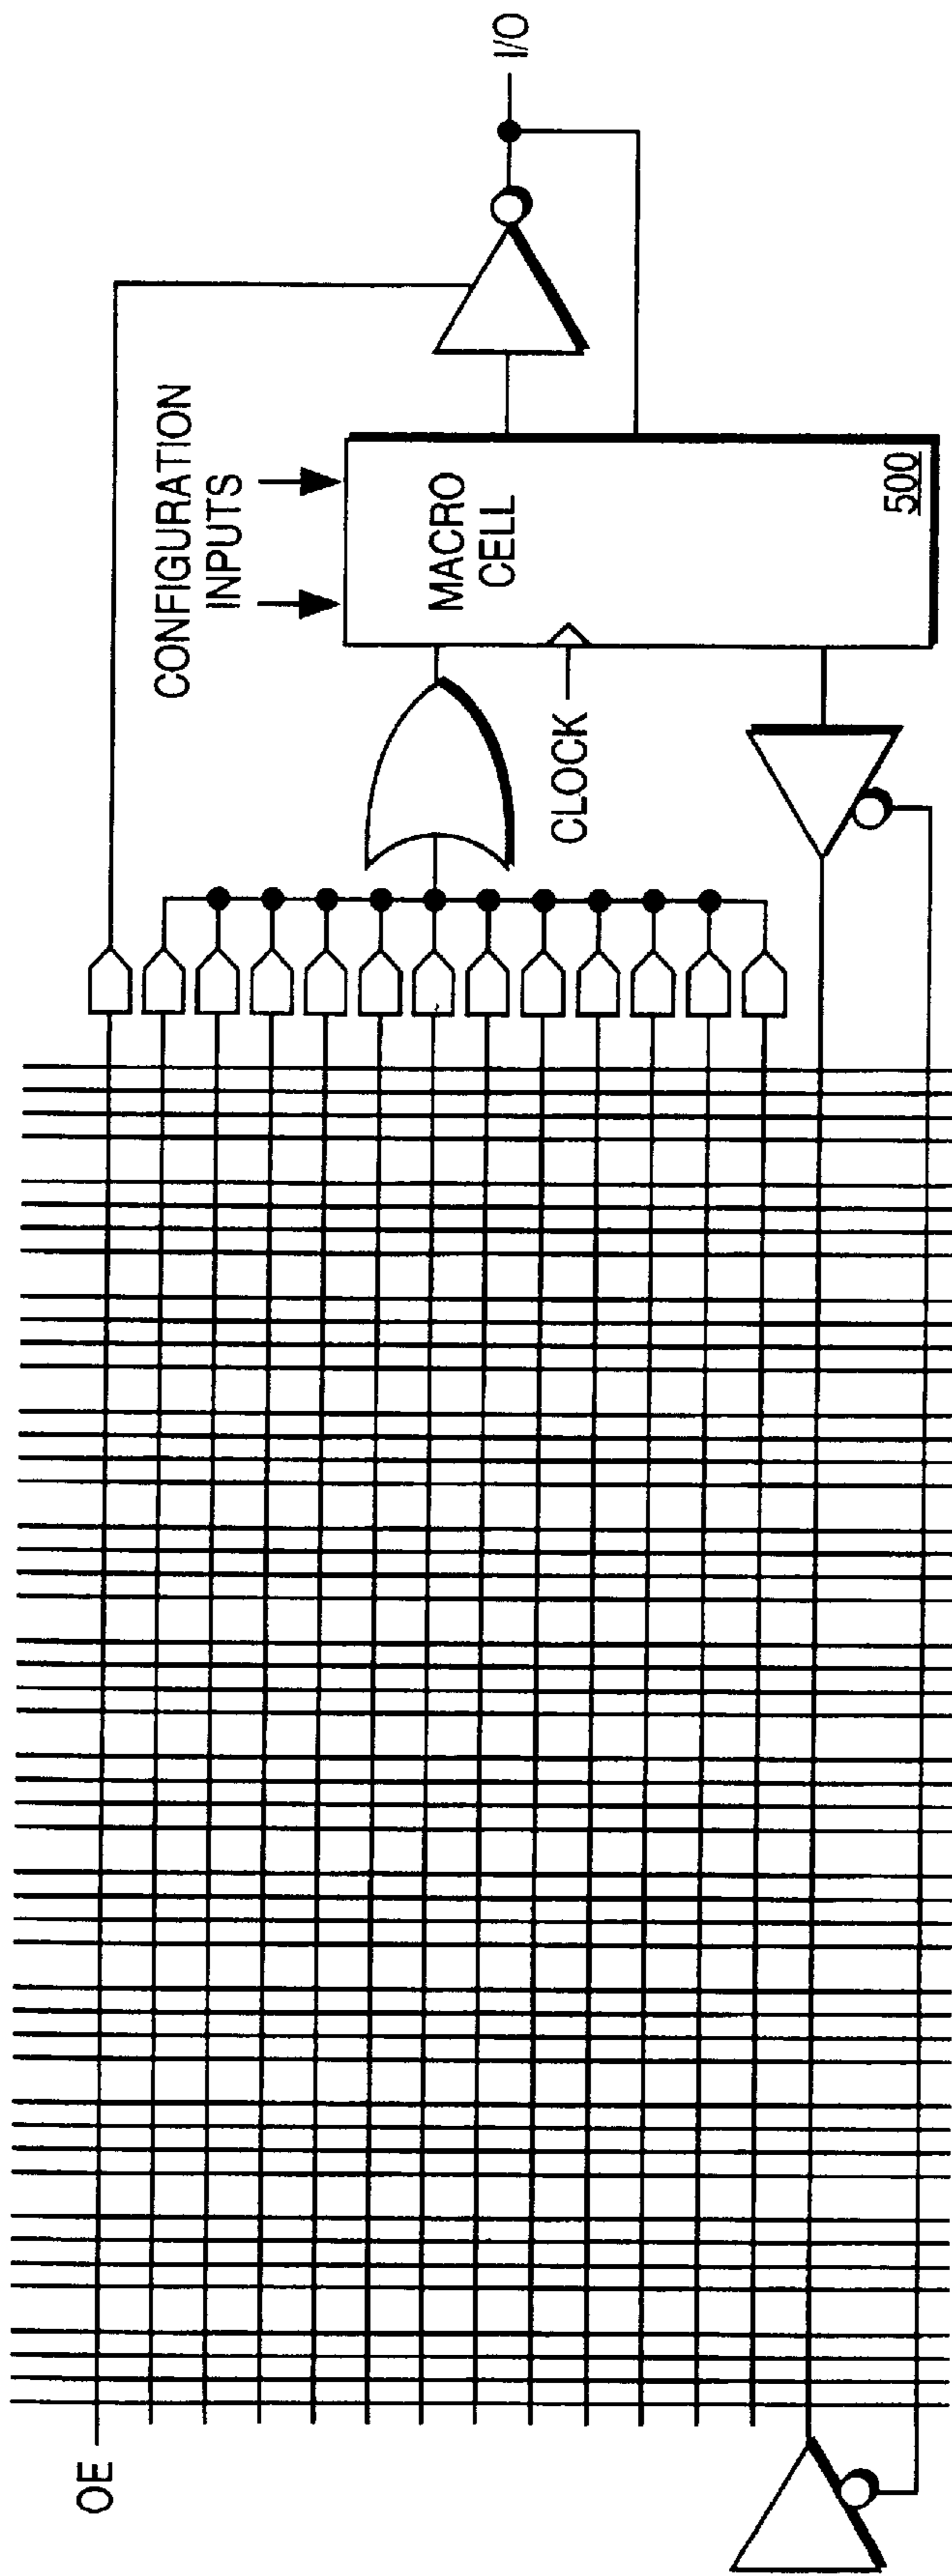 OE
CONFIGURATION
INPUTS
MACRO
CELL
CLOCK
500
I/O